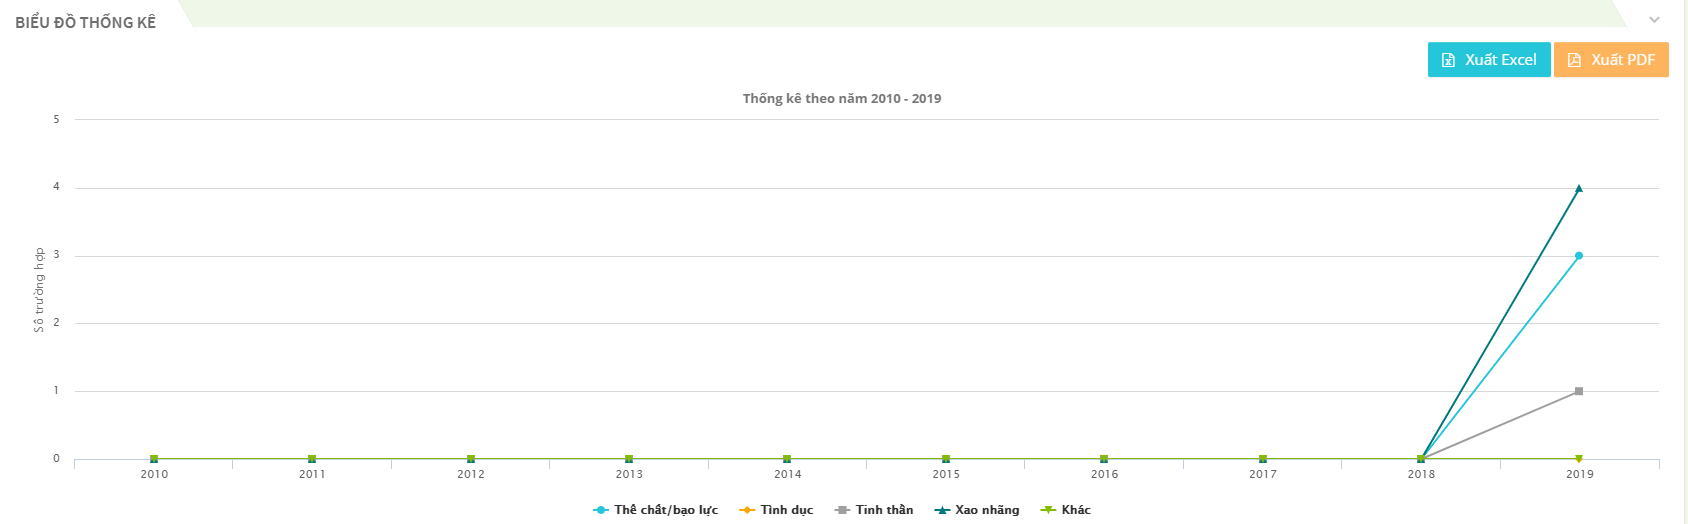 BIỂU ĐỒ THỐNG KÊ
Xuất Excel
Xuất PDF
Thống kê theo năm 2010 - 2019
Số trường hợp
5
4
3
2
1
0
2010 2011 2012 2013 2014 2015 2016 2017 2018 2019
Thể chất/bạo lực Tình dục Tinh thần Xao nhãng Khác